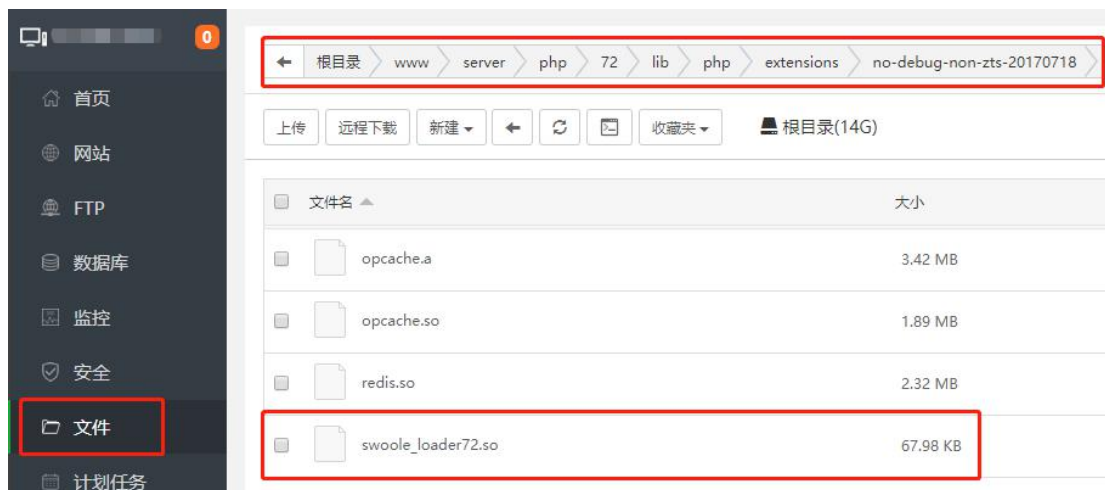 0
首页
网站
FTP
数据库
监控
安全
文件
计划任务
根目录 www server php 72 lib php extensions no-debug-non-zts-20170718
上传 远程下载 新建 收藏夹 根目录(14G)
文件名 大小
opcache.a 3.42 MB
opcache.so 1.89 MB
redis.so 2.32 MB
swoole_loader72.so 67.98 KB